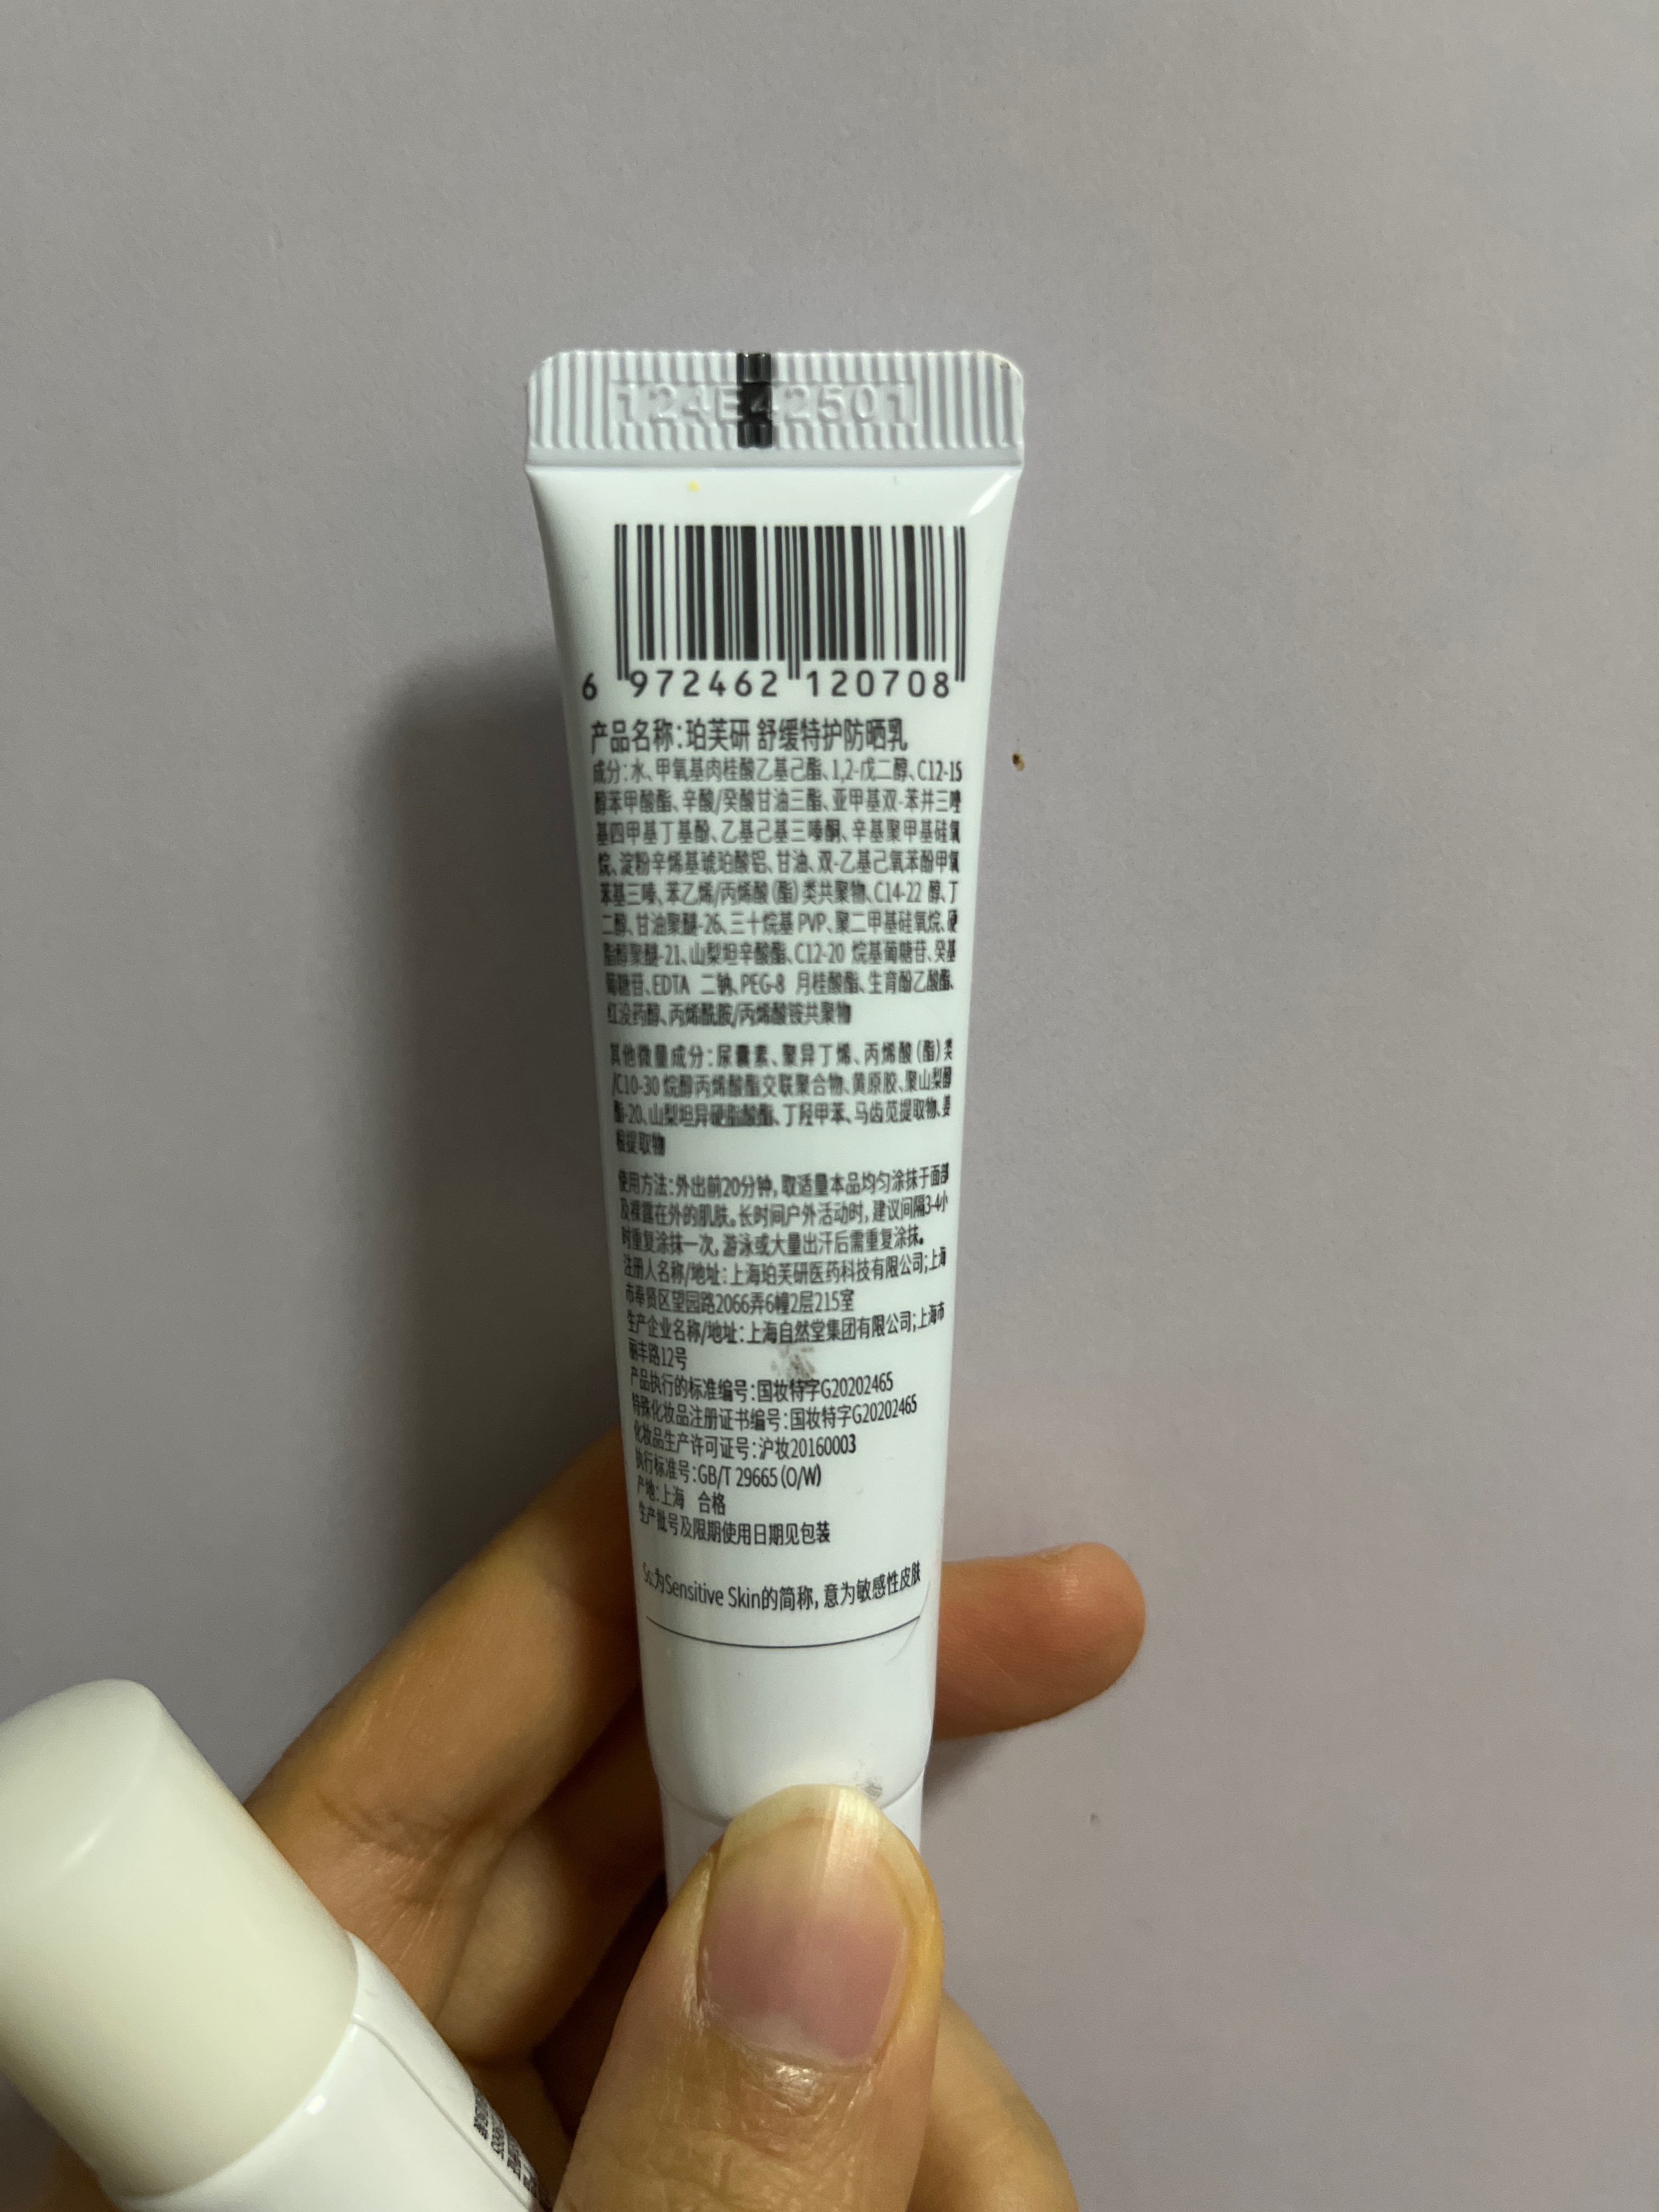 124E42501
6 972462 120708
产品名称：珀芙研 舒缓特护防晒乳
成分：水、甲氧基肉桂酸乙基己酯、1,2-戊二醇、C12-15
醇苯甲酸酯、辛酸/癸酸甘油三酯、亚甲基双-苯并三唑
基四甲基丁基酚、乙基己基三嗪酮、辛基聚甲基硅氧
烷、淀粉辛烯基琥珀酸铝、甘油、双-乙基己氧苯酚甲氧
苯基三嗪、苯乙烯/丙烯酸（酯）类共聚物、C14-22 醇、丁
二醇、甘油聚醚-26、三十烷基 PVP、聚二甲基硅氧烷、硬
脂醇聚醚-21、山梨坦辛酸酯、C12-20 烷基葡糖苷、癸基
葡糖苷、EDTA 二钠、PEG-8 月桂酸酯、生育酚乙酸酯、
红没药醇、丙烯酰胺/丙烯酸铵共聚物
其他微量成分：尿囊素、聚异丁烯、丙烯酸（酯）类
/C10-30 烷醇丙烯酸酯交联聚合物、黄原胶、聚山梨醇
酯-20、山梨坦异硬脂酸酯、丁羟甲苯、马齿苋提取物、姜
根提取物
使用方法：外出前20分钟，取适量本品均匀涂抹于面部
及裸露在外的肌肤。长时间户外活动时，建议间隔3-4小
时重复涂抹一次，游泳或大量出汗后需重复涂抹。
注册人名称/地址：上海珀芙研医药科技有限公司；上海
市奉贤区望园路2066弄6幢2层215室
生产企业名称/地址：上海自然堂集团有限公司；上海市
丽丰路12号
产品执行的标准编号：国妆特字G20202465
特殊化妆品注册证书编号：国妆特字G20202465
化妆品生产许可证号：沪妆20160003
执行标准号：GB/T 29665 (O/W)
产地：上海 合格
生产批号及限期使用日期见包装
为Sensitive Skin的简称，意为敏感性皮肤